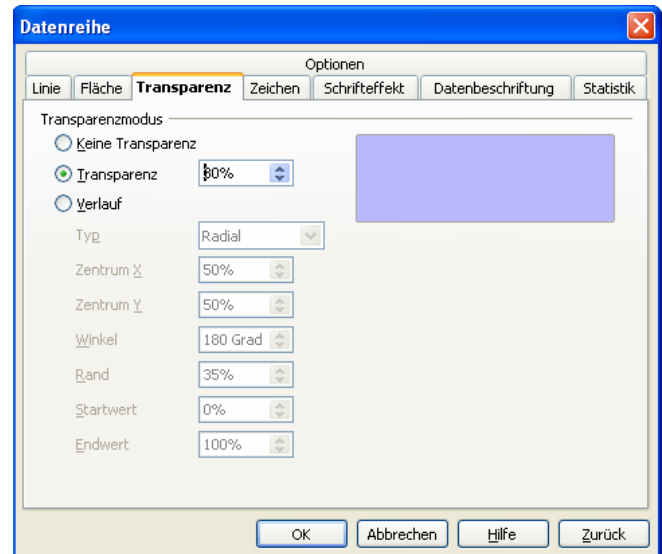 Datenreihe
Optionen
Linie Fläche Transparenz Zeichen Schrifteffekt Datenbeschriftung Statistik
Transparenzmodus
Keine Transparenz
Transparenz 30%
Verlauf
Typ Radial
Zentrum X 50%
Zentrum Y 50%
Winkel 180 Grad
Rand 35%
Startwert 0%
Endwert 100%
OK Abbrechen Hilfe Zurück